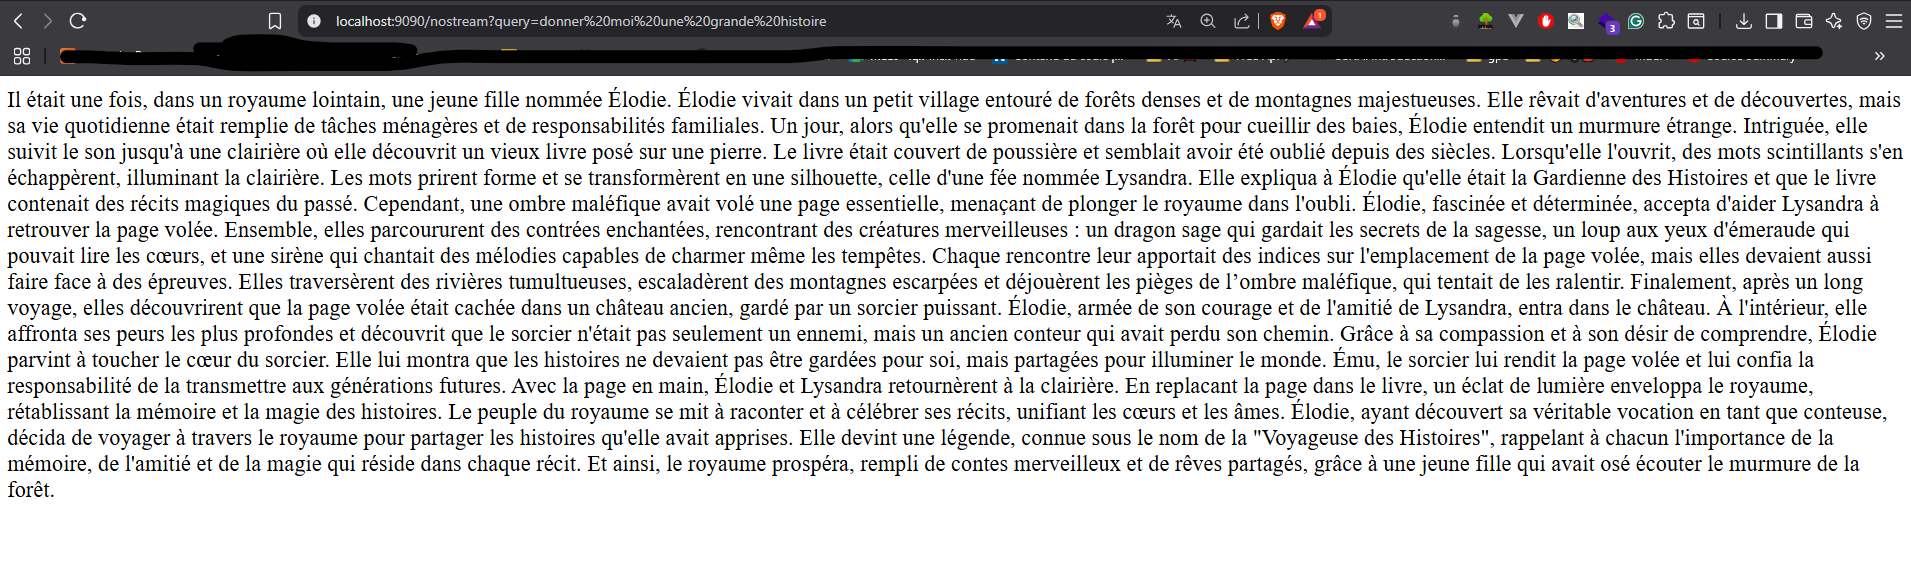 localhost:9090/nostream?query=donner%20moi%20une%20grande%20histoire
1
3
Il était une fois, dans un royaume lointain, une jeune fille nommée Élodie. Élodie vivait dans un petit village entouré de forêts denses et de montagnes majestueuses. Elle rêvait d'aventures et de découvertes, mais
sa vie quotidienne était remplie de tâches ménagères et de responsabilités familiales. Un jour, alors qu'elle se promenait dans la forêt pour cueillir des baies, Élodie entendit un murmure étrange. Intriguée, elle
suivit le son jusqu'à une clairière où elle découvrit un vieux livre posé sur une pierre. Le livre était couvert de poussière et semblait avoir été oublié depuis des siècles. Lorsqu'elle l'ouvrit, des mots scintillants s'en
échappèrent, illuminant la clairière. Les mots prirent forme et se transformèrent en une silhouette, celle d'une fée nommée Lysandra. Elle expliqua à Élodie qu'elle était la Gardienne des Histoires et que le livre
contenait des récits magiques du passé. Cependant, une ombre maléfique avait volé une page essentielle, menaçant de plonger le royaume dans l'oubli. Élodie, fascinée et déterminée, accepta d'aider Lysandra à
retrouver la page volée. Ensemble, elles parcoururent des contrées enchantées, rencontrant des créatures merveilleuses : un dragon sage qui gardait les secrets de la sagesse, un loup aux yeux d'émeraude qui
pouvait lire les cœurs, et une sirène qui chantait des mélodies capables de charmer même les tempêtes. Chaque rencontre leur apportait des indices sur l'emplacement de la page volée, mais elles devaient aussi
faire face à des épreuves. Elles traversèrent des rivières tumultueuses, escaladèrent des montagnes escarpées et déjouèrent les pièges de l’ombre maléfique, qui tentait de les ralentir. Finalement, après un long
voyage, elles découvrirent que la page volée était cachée dans un château ancien, gardé par un sorcier puissant. Élodie, armée de son courage et de l'amitié de Lysandra, entra dans le château. À l'intérieur, elle
affronta ses peurs les plus profondes et découvrit que le sorcier n'était pas seulement un ennemi, mais un ancien conteur qui avait perdu son chemin. Grâce à sa compassion et à son désir de comprendre, Élodie
parvint à toucher le cœur du sorcier. Elle lui montra que les histoires ne devaient pas être gardées pour soi, mais partagées pour illuminer le monde. Ému, le sorcier lui rendit la page volée et lui confia la
responsabilité de la transmettre aux générations futures. Avec la page en main, Élodie et Lysandra retournèrent à la clairière. En replacant la page dans le livre, un éclat de lumière enveloppa le royaume,
rétablissant la mémoire et la magie des histoires. Le peuple du royaume se mit à raconter et à célébrer ses récits, unifiant les cœurs et les âmes. Élodie, ayant découvert sa véritable vocation en tant que conteuse,
décida de voyager à travers le royaume pour partager les histoires qu'elle avait apprises. Elle devint une légende, connue sous le nom de la "Voyageuse des Histoires", rappelant à chacun l'importance de la
mémoire, de l'amitié et de la magie qui réside dans chaque récit. Et ainsi, le royaume prospéra, rempli de contes merveilleux et de rêves partagés, grâce à une jeune fille qui avait osé écouter le murmure de la
forêt.